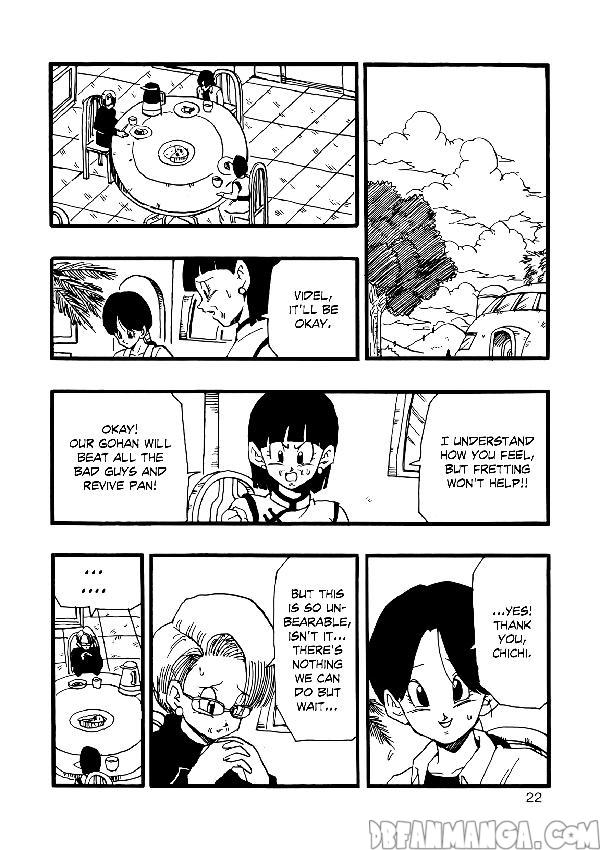 VIDEL,
IT'LL BE
OKAY.
I UNDERSTAND
HOW YOU FEEL,
BUT FRETTING
WON'T HELP!!
OKAY!
OUR GOHAN WILL
BEAT ALL THE
BAD GUYS AND
REVIVE PAN!
...YES!
THANK
YOU,
CHICHI.
BUT THIS
IS SO UN-
BEARABLE,
ISN'T IT...
THERE'S
NOTHING
WE CAN
DO BUT
WAIT...
...
....
22
DBFANMANGA.COM